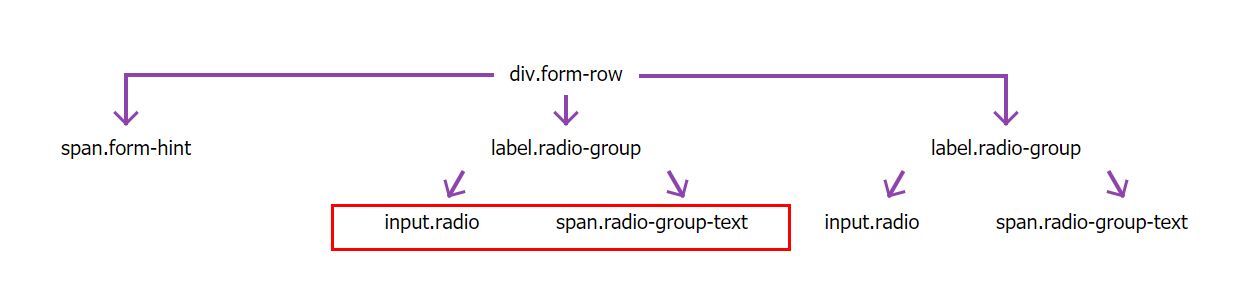 div.form-row
span.form-hint label.radio-group label.radio-group
input.radio span.radio-group-text input.radio span.radio-group-text